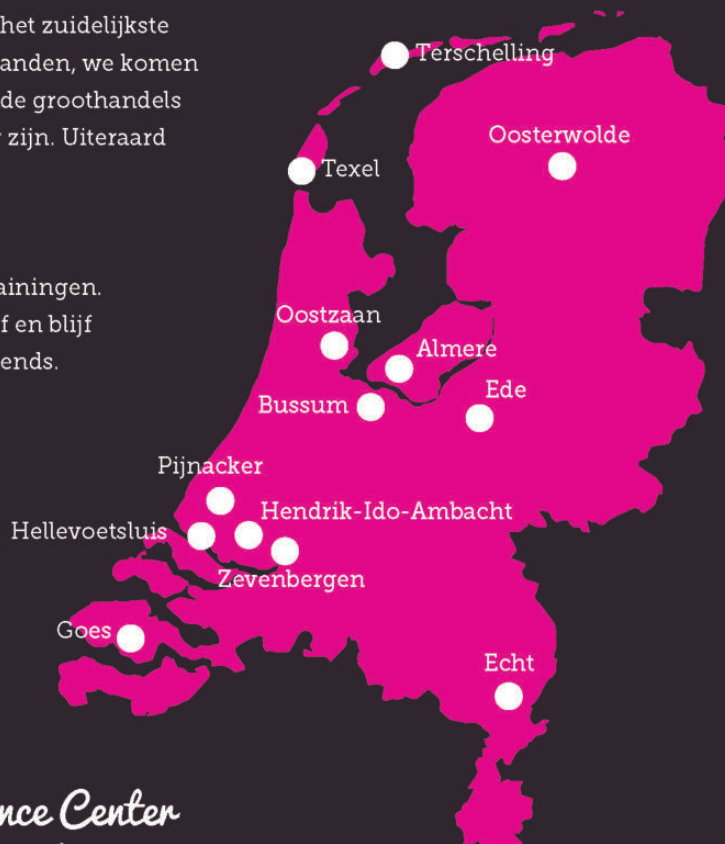 het zuidelijkste
anden, we komen
de groothandels
zijn. Uiteraard
ainingen.
f en blijf
ends.
Terschelling
Oosterwolde
Texel
Oostzaan
Almere
Ede
Bussum
Pijnacker
Hendrik-Ido-Ambacht
Hellevoetsluis
Zevenbergen
Goes
Echt
nce Center